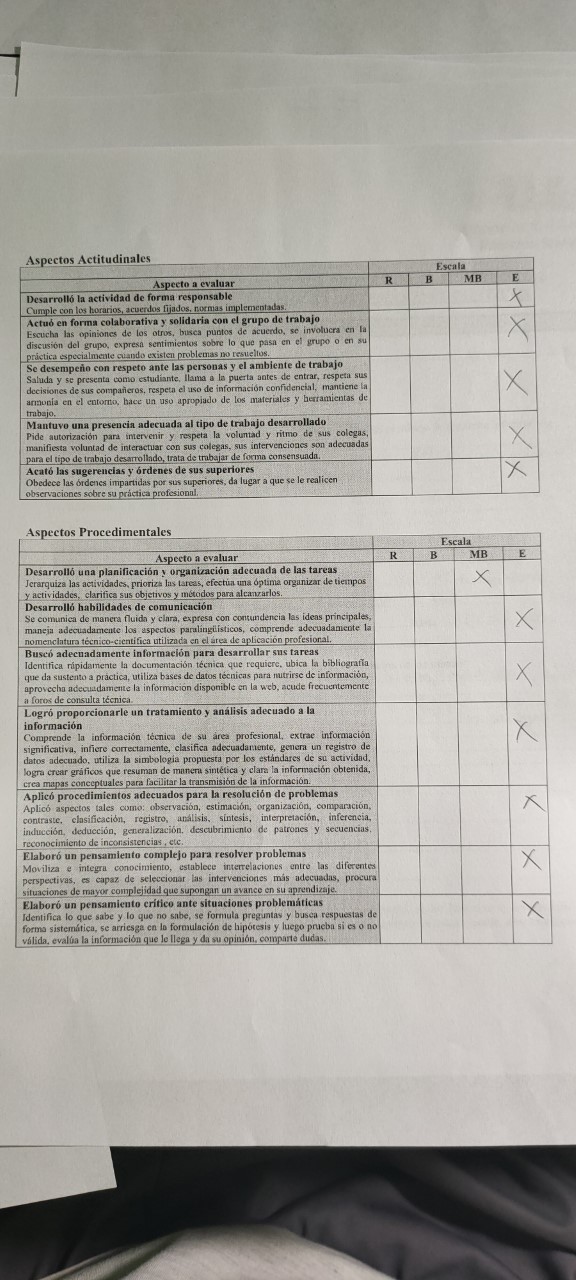 Aspectos Actitudinales
Escala
Aspecto a evaluar R B MB E
Desarrolló la actividad de forma responsable
Cumple con los horarios, acuerdos fijados, normas implementadas. X
Actuó en forma colaborativa y solidaria con el grupo de trabajo
Escucha las opiniones de los otros, busca puntos de acuerdo, se involucra en la X
discusión del grupo, expresa sentimientos sobre lo que pasa en el grupo o en su
práctica especialmente cuando existen problemas no resueltos.
Se desempeñó con respeto ante las personas y el ambiente de trabajo
Saluda y se presenta como estudiante, llama a la puerta antes de entrar, respeta sus X
decisiones de sus compañeros, respeta el uso de información confidencial, mantiene la
armonía en el entorno, hace un uso apropiado de los materiales y herramientas de
trabajo.
Mantuvo una presencia adecuada al tipo de trabajo desarrollado
Pide autorización para intervenir y respeta la voluntad y ritmo de sus colegas, X
manifiesta voluntad de interactuar con sus colegas, sus intervenciones son adecuadas
para el tipo de trabajo desarrollado, trata de trabajar de forma consensuada.
Acató las sugerencias y órdenes de sus superiores X
Obedece las órdenes impartidas por sus superiores, da lugar a que se le realicen
observaciones sobre su práctica profesional.
Aspectos Procedimentales
Escala
Aspecto a evaluar R B MB E
Desarrolló una planificación y organización adecuada de las tareas
Jerarquiza las actividades, prioriza las tareas, efectúa una óptima organizar de tiempos X
y actividades, clarifica sus objetivos y métodos para alcanzarlos.
Desarrolló habilidades de comunicación
Se comunica de manera fluida y clara, expresa con contundencia las ideas principales, X
maneja adecuadamente los aspectos paralingüísticos, comprende adecuadamente la
nomenclatura técnico-científica utilizada en el área de aplicación profesional.
Buscó adecuadamente información para desarrollar sus tareas
Identifica rápidamente la documentación técnica que requiere, ubica la bibliografía X
que da sustento a práctica, utiliza bases de datos técnicas para nutrirse de información,
aprovecha adecuadamente la información disponible en la web, acude frecuentemente
a foros de consulta técnica.
Logró proporcionarle un tratamiento y análisis adecuado a la
información X
Comprende la información técnica de su área profesional, extrae información
significativa, infiere correctamente, clasifica adecuadamente, genera un registro de
datos adecuado, utiliza la simbología propuesta por los estándares de su actividad,
logra crear gráficos que resuman de manera sintética y clara la información obtenida,
crea mapas conceptuales para facilitar la transmisión de la información.
Aplicó procedimientos adecuados para la resolución de problemas
Aplicó aspectos tales como: observación, estimación, organización, comparación, X
contraste, clasificación, registro, análisis, síntesis, interpretación, inferencia,
inducción, deducción, generalización, descubrimiento de patrones y secuencias,
reconocimiento de inconsistencias, etc.
Elaboró un pensamiento complejo para resolver problemas
Moviliza e integra conocimiento, establece interrelaciones entre las diferentes X
perspectivas, es capaz de seleccionar las intervenciones más adecuadas, procura
situaciones de mayor complejidad que supongan un avance en su aprendizaje.
Elaboró un pensamiento crítico ante situaciones problemáticas
Identifica lo que sabe y lo que no sabe, se formula preguntas y busca respuestas de X
forma sistemática, se arriesga en la formulación de hipótesis y luego prueba si es o no
válida, evalúa la información que le llega y da su opinión, comparte dudas.